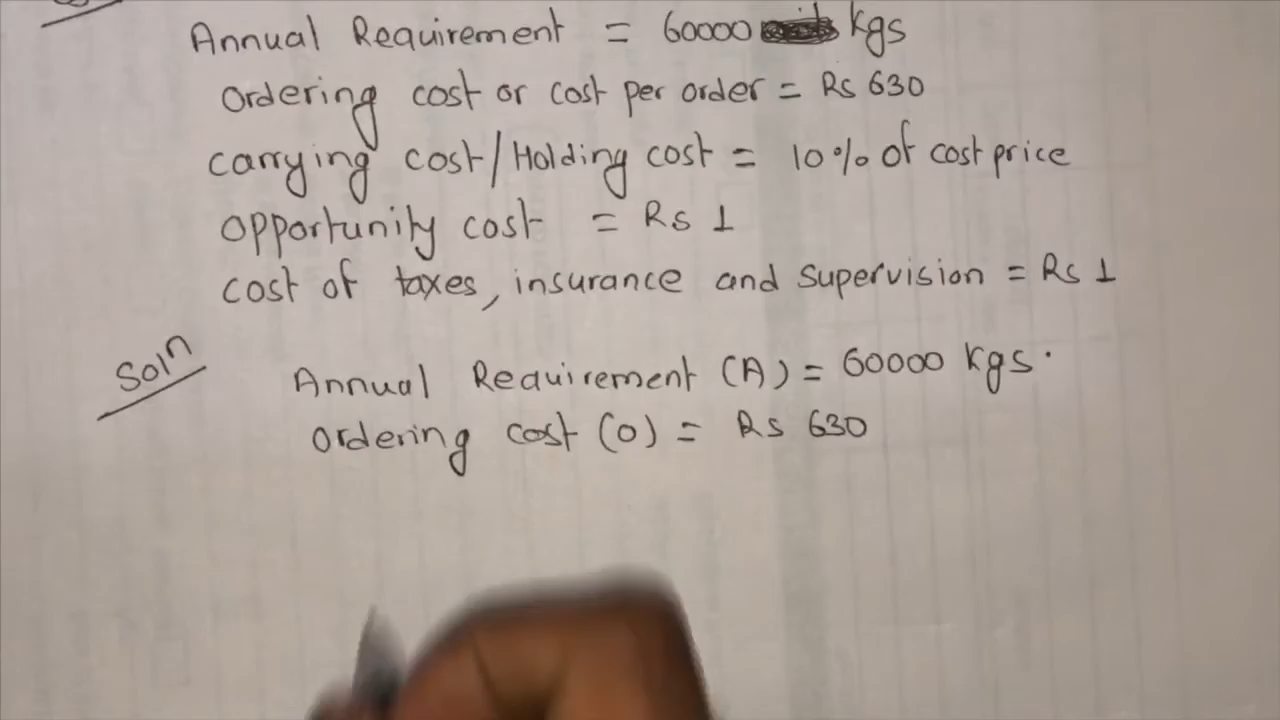 Annual Requirement = 60000 kgs
Ordering cost or cost per order = Rs 630
carrying cost/Holding cost = 10% of cost price
opportunity cost = Rs 1
cost of taxes, insurance and supervision = Rs 1
Soln
Annual Requirement (A) = 60000 kgs.
Ordering cost (O) = Rs 630